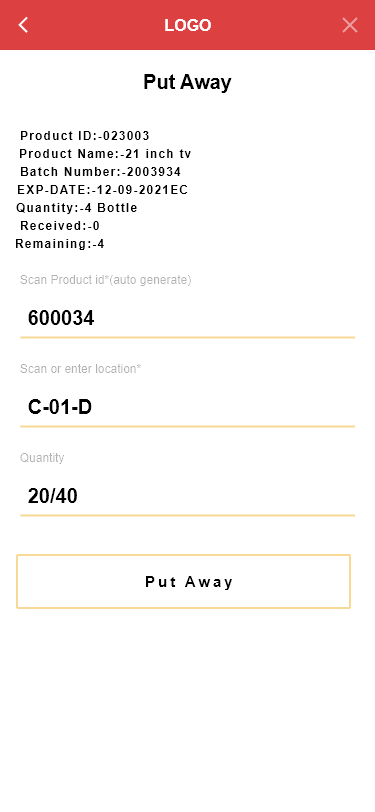 LOGO
Put Away
Product ID:-023003
Product Name:-21 inch tv
Batch Number:-2003934
EXP-DATE:-12-09-2021EC
Quantity:-4 Bottle
Received:-0
Remaining:-4
Scan Product id*(auto generate)
600034
Scan or enter location*
C-01-D
Quantity
20/40
Put Away